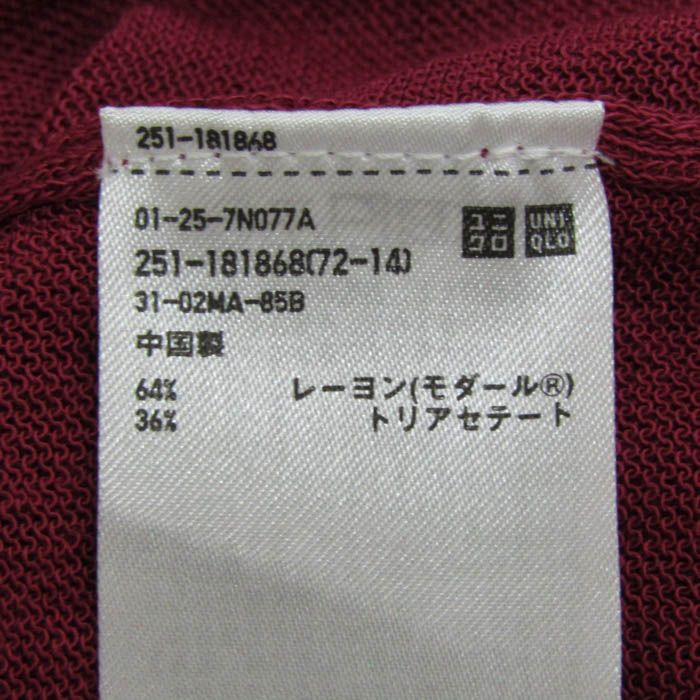 251-181868
01-25-7N077A
ユニ
クロ
UNI
QLO
251-181868(72-14)
31-02MA-85B
中国製
64% レーヨン(モダール®)
36% トリアセテート